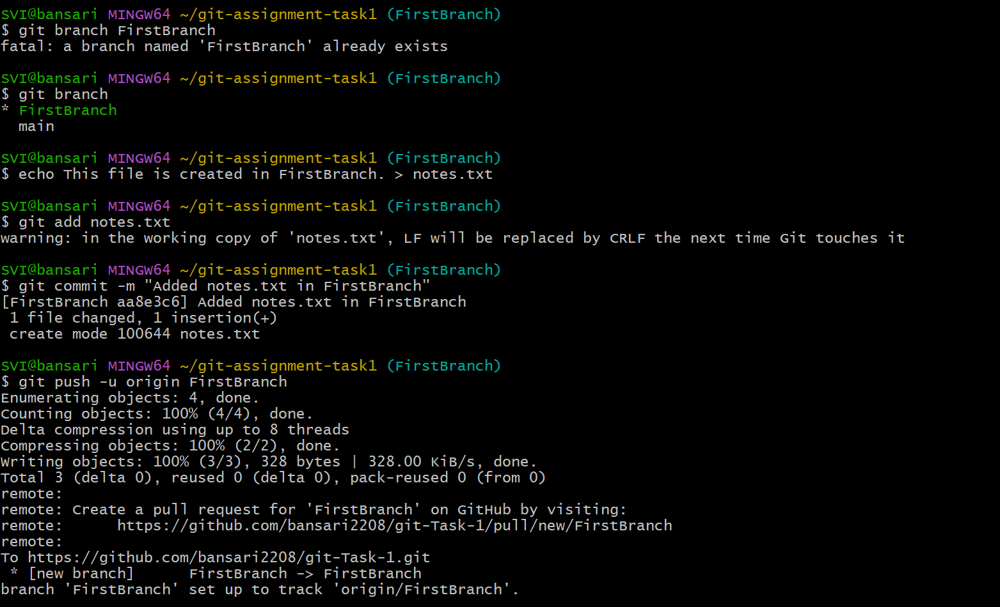 SVI@bansari MINGW64 ~/git-assignment-task1 (FirstBranch)
$ git branch FirstBranch
fatal: a branch named 'FirstBranch' already exists

SVI@bansari MINGW64 ~/git-assignment-task1 (FirstBranch)
$ git branch
* FirstBranch
  main

SVI@bansari MINGW64 ~/git-assignment-task1 (FirstBranch)
$ echo This file is created in FirstBranch. > notes.txt

SVI@bansari MINGW64 ~/git-assignment-task1 (FirstBranch)
$ git add notes.txt
warning: in the working copy of 'notes.txt', LF will be replaced by CRLF the next time Git touches it

SVI@bansari MINGW64 ~/git-assignment-task1 (FirstBranch)
$ git commit -m "Added notes.txt in FirstBranch"
[FirstBranch aa8e3c6] Added notes.txt in FirstBranch
 1 file changed, 1 insertion(+)
 create mode 100644 notes.txt

SVI@bansari MINGW64 ~/git-assignment-task1 (FirstBranch)
$ git push -u origin FirstBranch
Enumerating objects: 4, done.
Counting objects: 100% (4/4), done.
Delta compression using up to 8 threads
Compressing objects: 100% (2/2), done.
Writing objects: 100% (3/3), 328 bytes | 328.00 KiB/s, done.
Total 3 (delta 0), reused 0 (delta 0), pack-reused 0 (from 0)
remote:
remote: Create a pull request for 'FirstBranch' on GitHub by visiting:
remote:      https://github.com/bansari2208/git-Task-1/pull/new/FirstBranch
remote:
To https://github.com/bansari2208/git-Task-1.git
 * [new branch]      FirstBranch -> FirstBranch
branch 'FirstBranch' set up to track 'origin/FirstBranch'.